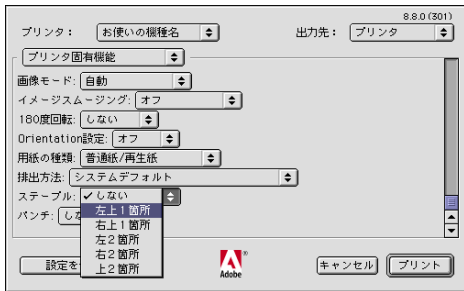 8.8.0 (301)
プリンタ： お使いの機種名 出力先： プリンタ
プリンタ固有機能
画像モード: 自動
イメージスムージング: オフ
180度回転: しない
Orientation設定: オフ
用紙の種類: 普通紙/再生紙
排出方法: システムデフォルト
ステープル: ✓しない
左上1箇所
パンチ: しな
右上1箇所
左2箇所
右2箇所
上2箇所
設定を
Adobe
キャンセル
プリント